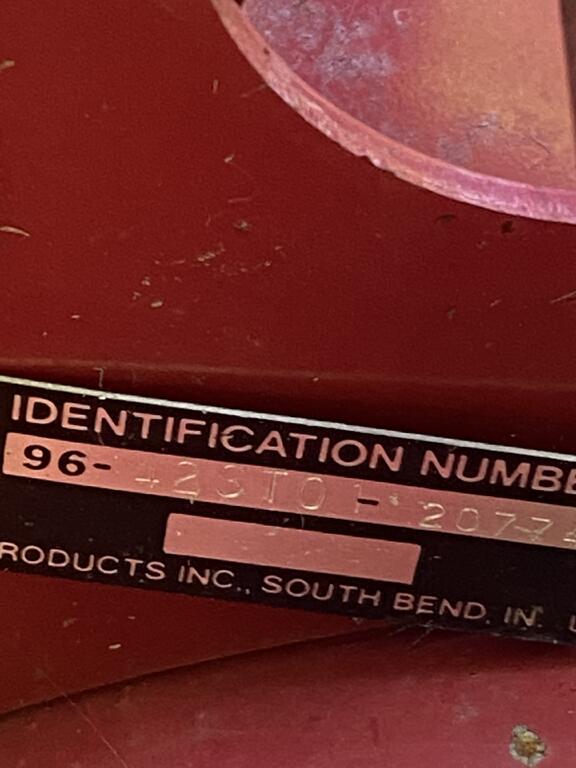 IDENTIFICATION NUMBE
96- 423T01 - 2077
RODUCTS INC., SOUTH BEND, IN.